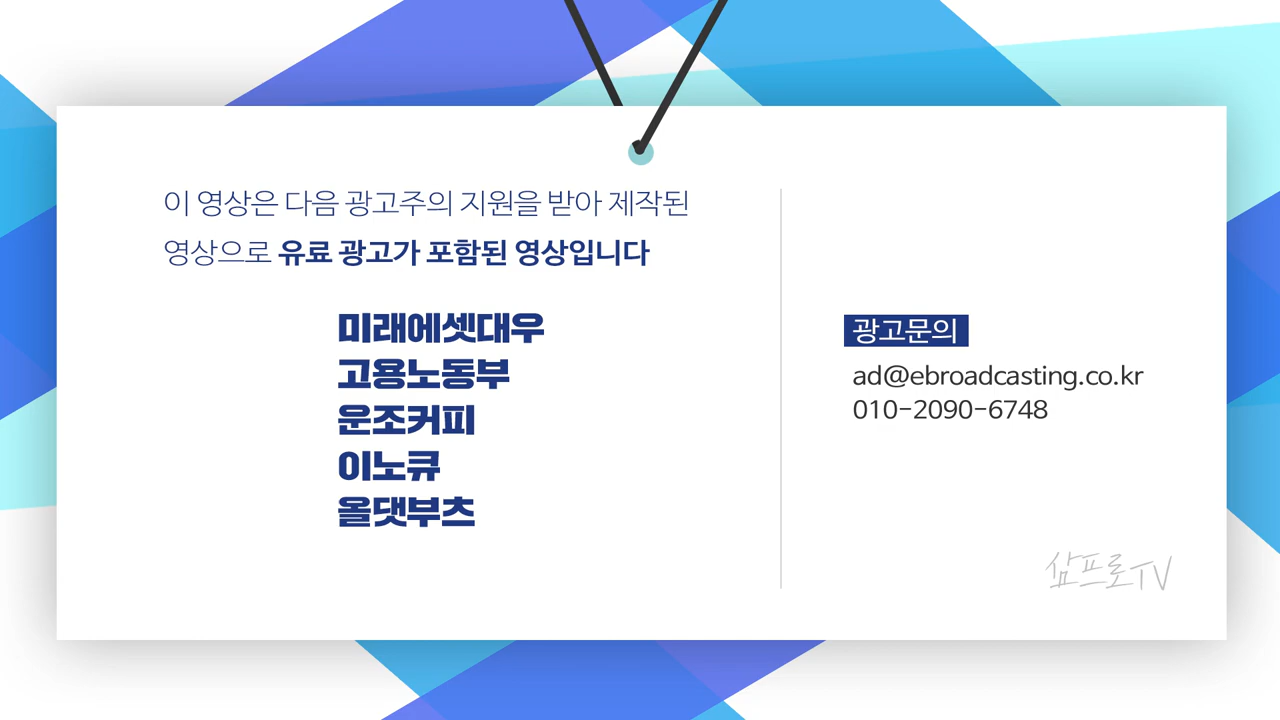 이 영상은 다음 광고주의 지원을 받아 제작된
영상으로 유료 광고가 포함된 영상입니다
미래에셋대우
고용노동부
운조커피
이노큐
올댓부츠
광고문의
ad@ebroadcasting.co.kr
010-2090-6748
삼프로TV